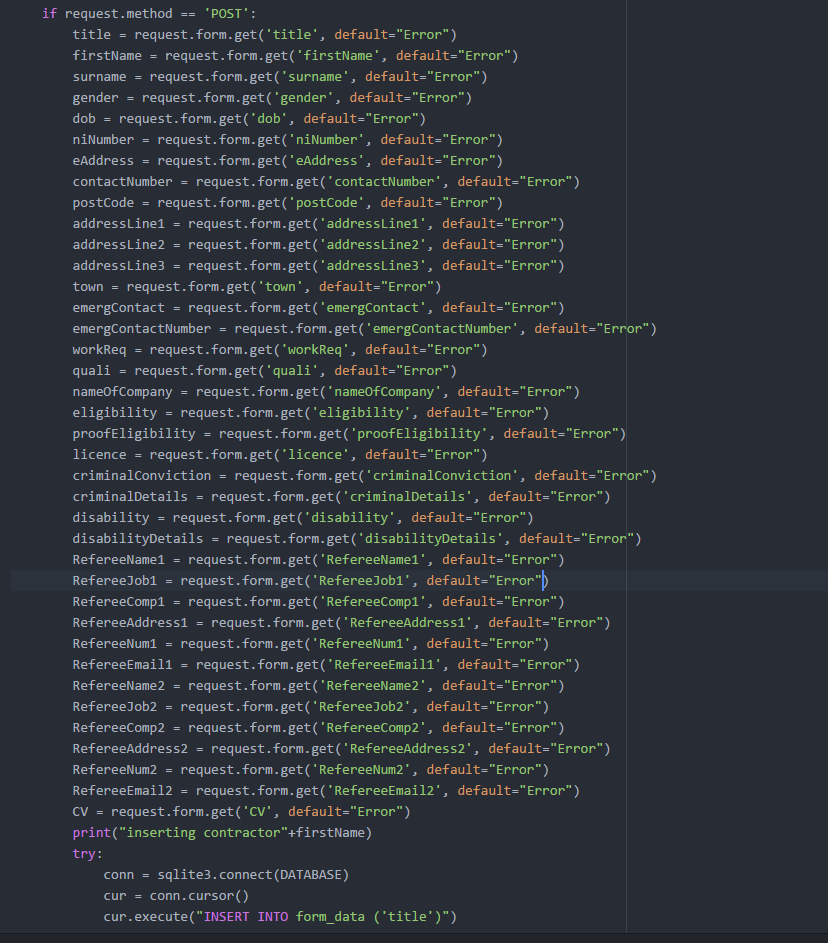 if request.method == 'POST':
title = request.form.get('title', default="Error")
firstName = request.form.get('firstName', default="Error")
surname = request.form.get('surname', default="Error")
gender = request.form.get('gender', default="Error")
dob = request.form.get('dob', default="Error")
niNumber = request.form.get('niNumber', default="Error")
eAddress = request.form.get('eAddress', default="Error")
contactNumber = request.form.get('contactNumber', default="Error")
postCode = request.form.get('postCode', default="Error")
addressLine1 = request.form.get('addressLine1', default="Error")
addressLine2 = request.form.get('addressLine2', default="Error")
addressLine3 = request.form.get('addressLine3', default="Error")
town = request.form.get('town', default="Error")
emergContact = request.form.get('emergContact', default="Error")
emergContactNumber = request.form.get('emergContactNumber', default="Error")
workReq = request.form.get('workReq', default="Error")
quali = request.form.get('quali', default="Error")
nameOfCompany = request.form.get('nameOfCompany', default="Error")
eligibility = request.form.get('eligibility', default="Error")
proofEligibility = request.form.get('proofEligibility', default="Error")
licence = request.form.get('licence', default="Error")
criminalConviction = request.form.get('criminalConviction', default="Error")
criminalDetails = request.form.get('criminalDetails', default="Error")
disability = request.form.get('disability', default="Error")
disabilityDetails = request.form.get('disabilityDetails', default="Error")
RefereeName1 = request.form.get('RefereeName1', default="Error")
RefereeJob1 = request.form.get('RefereeJob1', default="Error")
RefereeComp1 = request.form.get('RefereeComp1', default="Error")
RefereeAddress1 = request.form.get('RefereeAddress1', default="Error")
RefereeNum1 = request.form.get('RefereeNum1', default="Error")
RefereeEmail1 = request.form.get('RefereeEmail1', default="Error")
RefereeName2 = request.form.get('RefereeName2', default="Error")
RefereeJob2 = request.form.get('RefereeJob2', default="Error")
RefereeComp2 = request.form.get('RefereeComp2', default="Error")
RefereeAddress2 = request.form.get('RefereeAddress2', default="Error")
RefereeNum2 = request.form.get('RefereeNum2', default="Error")
RefereeEmail2 = request.form.get('RefereeEmail2', default="Error")
CV = request.form.get('CV', default="Error")
print("inserting contractor"+firstName)
try:
conn = sqlite3.connect(DATABASE)
cur = conn.cursor()
cur.execute("INSERT INTO form_data ('title')")